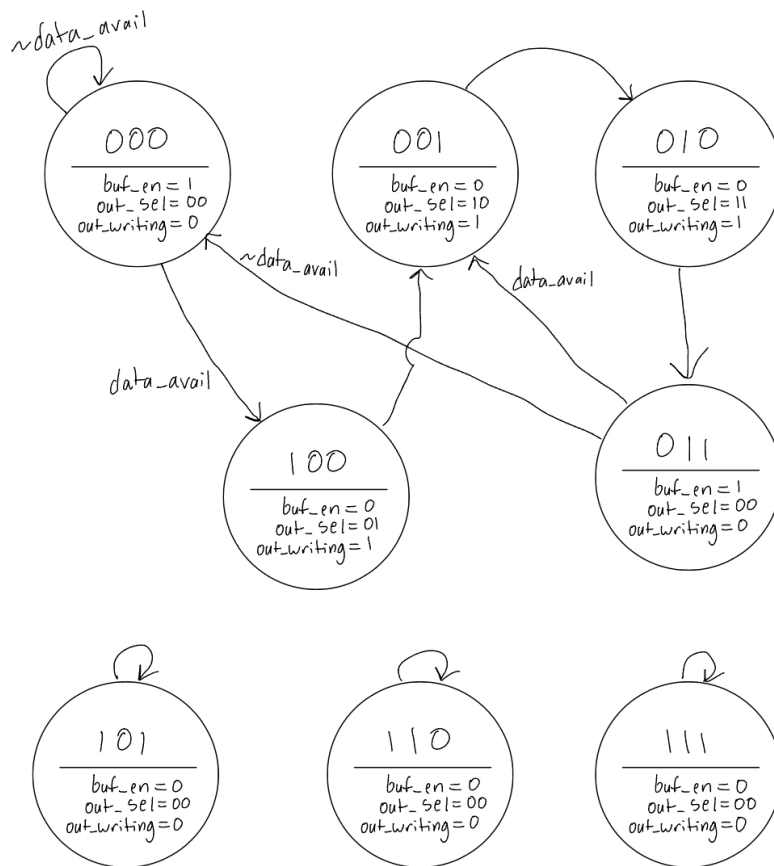 ~data_avail
000
buf_en = 1
out_sel=00
out_writing=0
001
buf_en = 0
out_sel=10
out_writing=1
010
buf_en = 0
out_sel=11
out_writing=1
~data_avail
data_avail
data_avail
100
buf_en = 0
out_sel=01
out_writing=1
011
buf_en = 1
out_sel=00
out_writing=0
101
buf_en=0
out_sel=00
out_writing=0
110
buf_en=0
out_sel=00
out_writing=0
111
buf_en=0
out_sel=00
out_writing=0